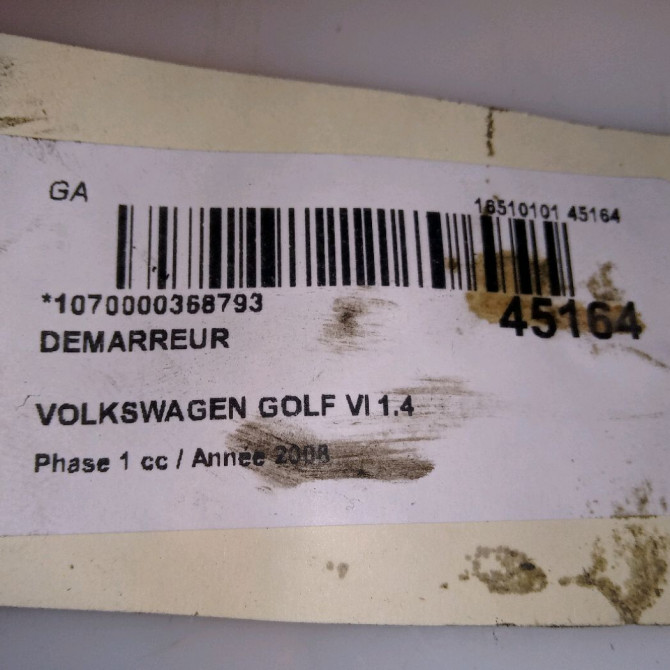 GA
16510101 45164
*1070000368793
45164
DEMARREUR
VOLKSWAGEN GOLF VI 1.4
Phase 1 cc / Année 2008